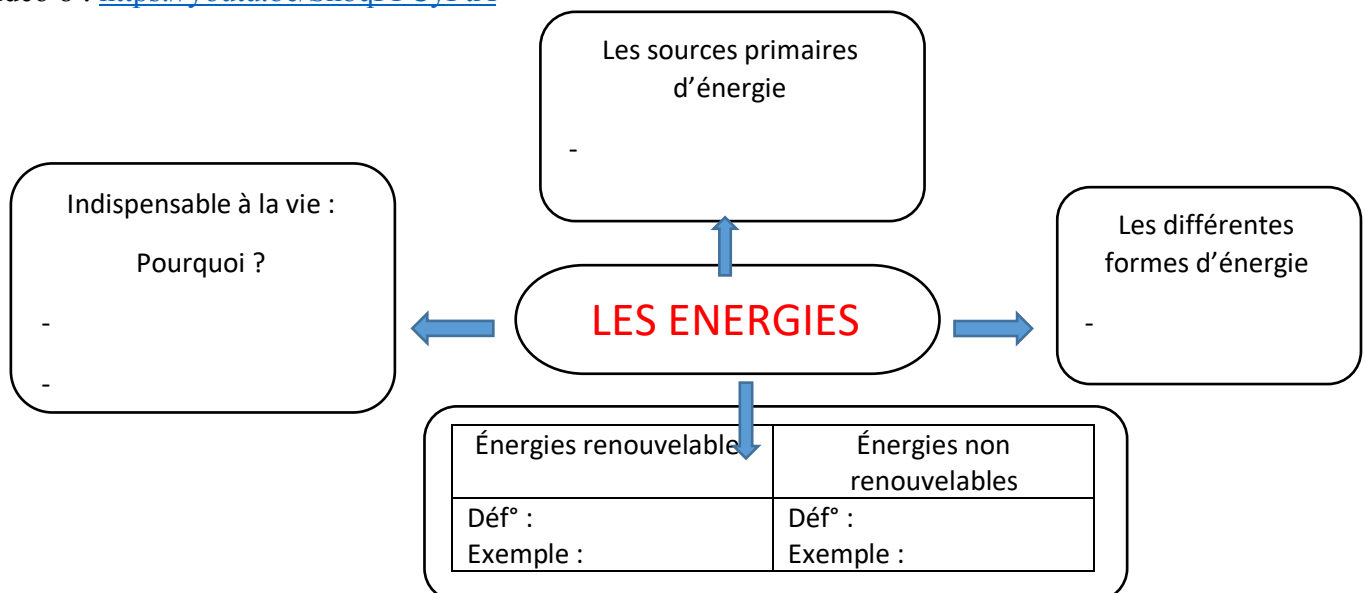 Les sources primaires
d’énergie
-
Indispensable à la vie :
Pourquoi ?
-
-
LES ENERGIES
Les différentes
formes d’énergie
-
Énergies renouvelable
Énergies non
renouvelables
Déf° :
Exemple :
Déf° :
Exemple :